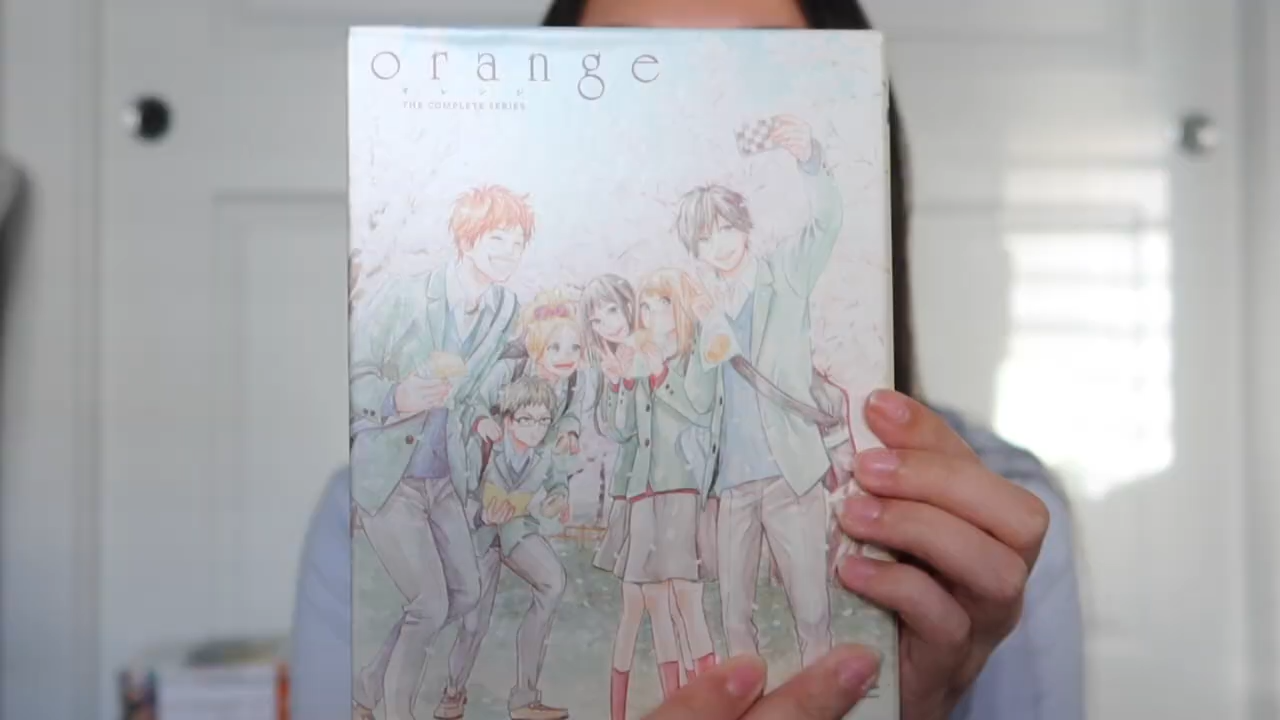 orange
オレンジ
THE COMPLETE SERIES